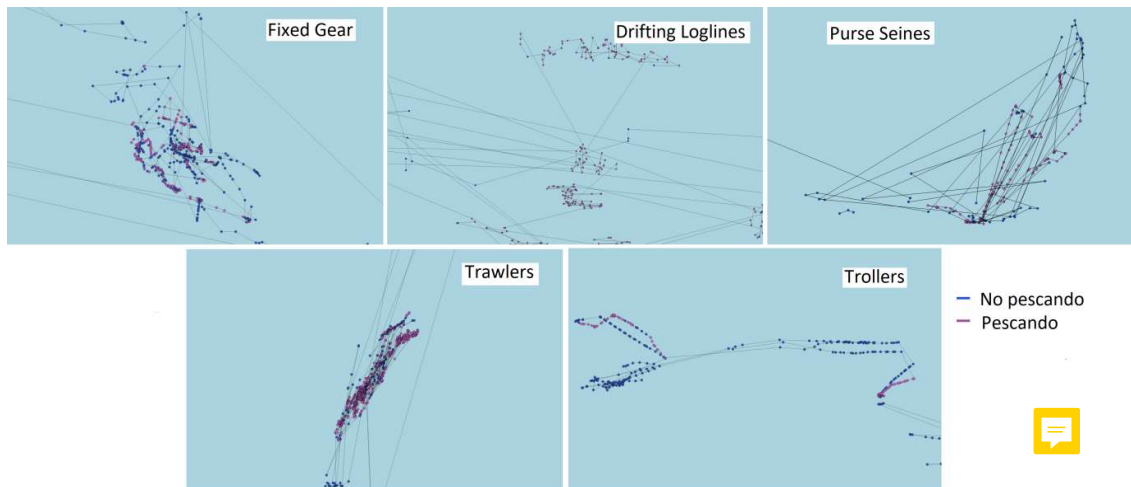 Fixed Gear
Drifting Loglines
Purse Seines
Trawlers
Trollers
No pescando
Pescando